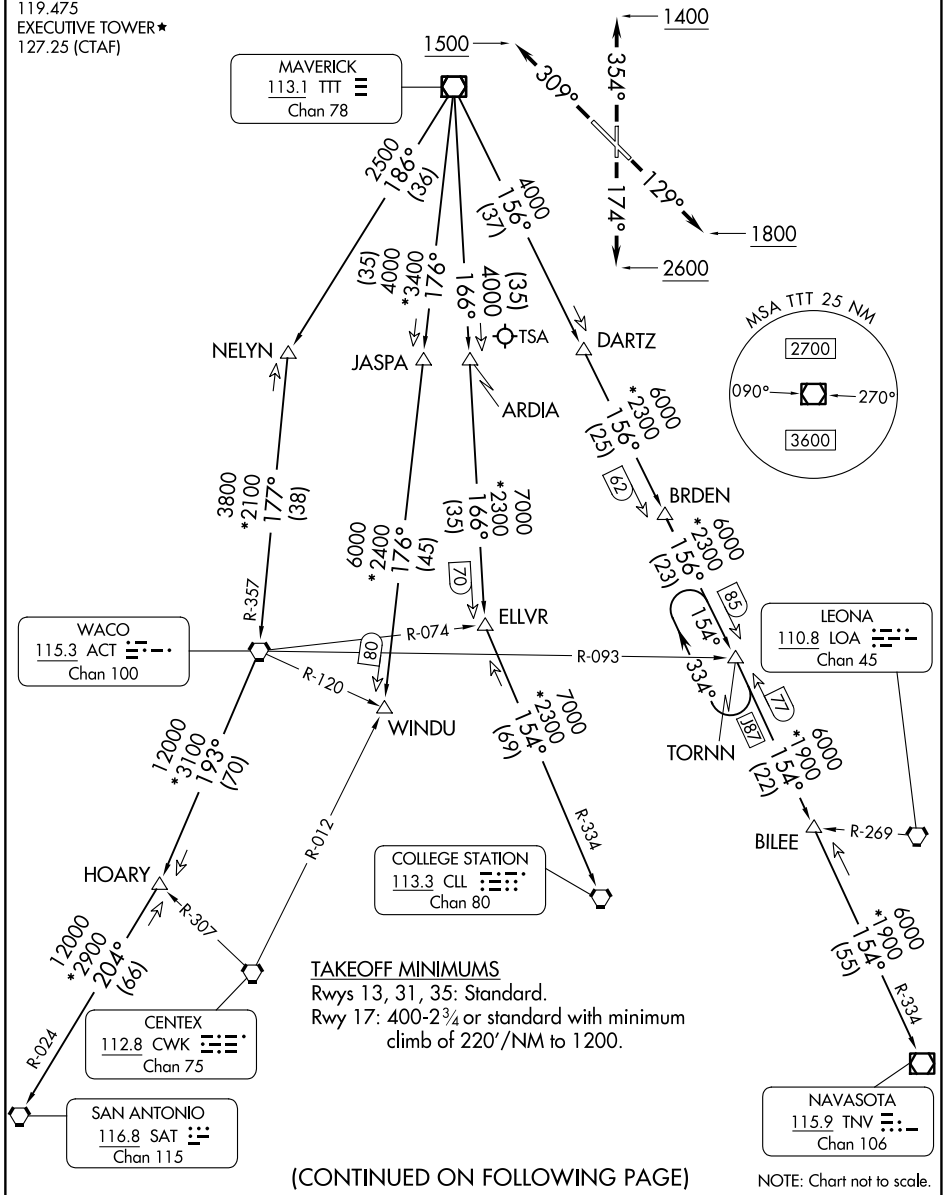 119.475
EXECUTIVE TOWER★
127.25 (CTAF)
1500
1400
309°
354°
129°
174°
1800
2600
MAVERICK
113.1 TTT
Chan 78
2500
186°
(36)
(35)
4000
*3400
176°
(35)
4000
166°
4000
156°
(37)
TSA
NELYN
JASPA
ARDIA
DARTZ
MSA TTT 25 NM
2700
090°
270°
3600
3800
*2100
177°
(38)
6000
*2400
176°
(45)
7000
*2300
166°
(35)
6000
*2300
156°
(25)
62
BRDEN
6000
*2300
156°
(23)
85
70
80
R-357
WACO
115.3 ACT
Chan 100
R-074
ELLVR
R-093
R-120
WINDU
154°
334°
J87
77
TORNN
LEONA
110.8 LOA
Chan 45
12000
*3100
193°
(70)
7000
*2300
154°
(69)
6000
*1900
154°
(22)
R-012
R-334
BILEE
R-269
HOARY
R-307
COLLEGE STATION
113.3 CLL
Chan 80
12000
*2900
204°
(66)
R-024
6000
*1900
154°
(55)
R-334
CENTEX
112.8 CWK
Chan 75
TAKEOFF MINIMUMS
Rwys 13, 31, 35: Standard.
Rwy 17: 400-2¾ or standard with minimum
climb of 220'/NM to 1200.
SAN ANTONIO
116.8 SAT
Chan 115
NAVASOTA
115.9 TNV
Chan 106
(CONTINUED ON FOLLOWING PAGE)
NOTE: Chart not to scale.